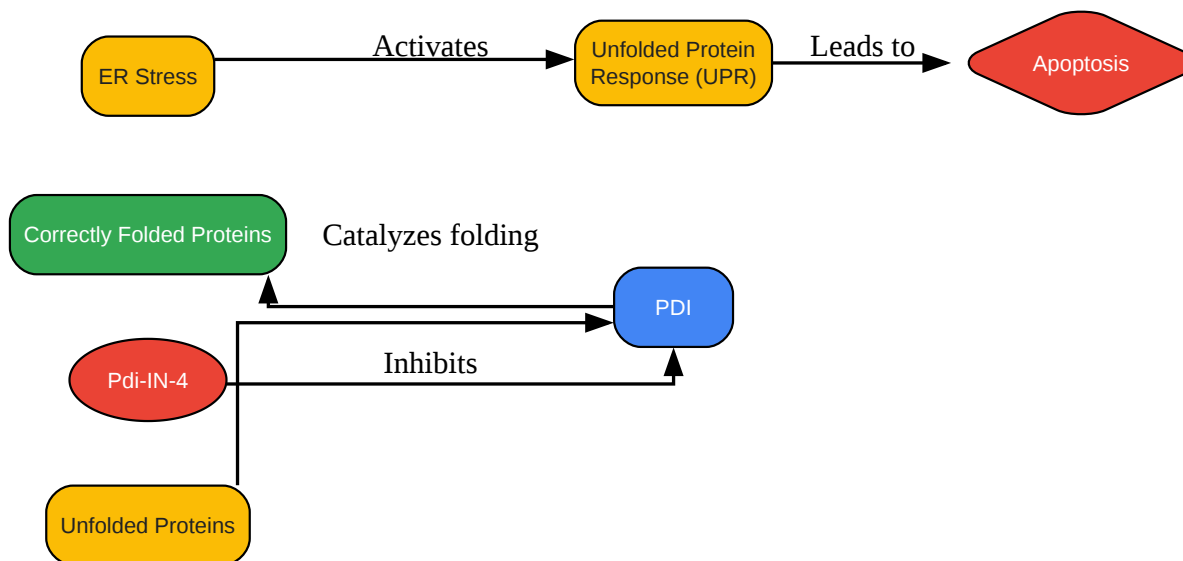 ER Stress
Activates
Unfolded Protein
Response (UPR)
Leads to
Apoptosis
Correctly Folded Proteins
Catalyzes folding
PDI
Pdi-IN-4
Inhibits
Unfolded Proteins